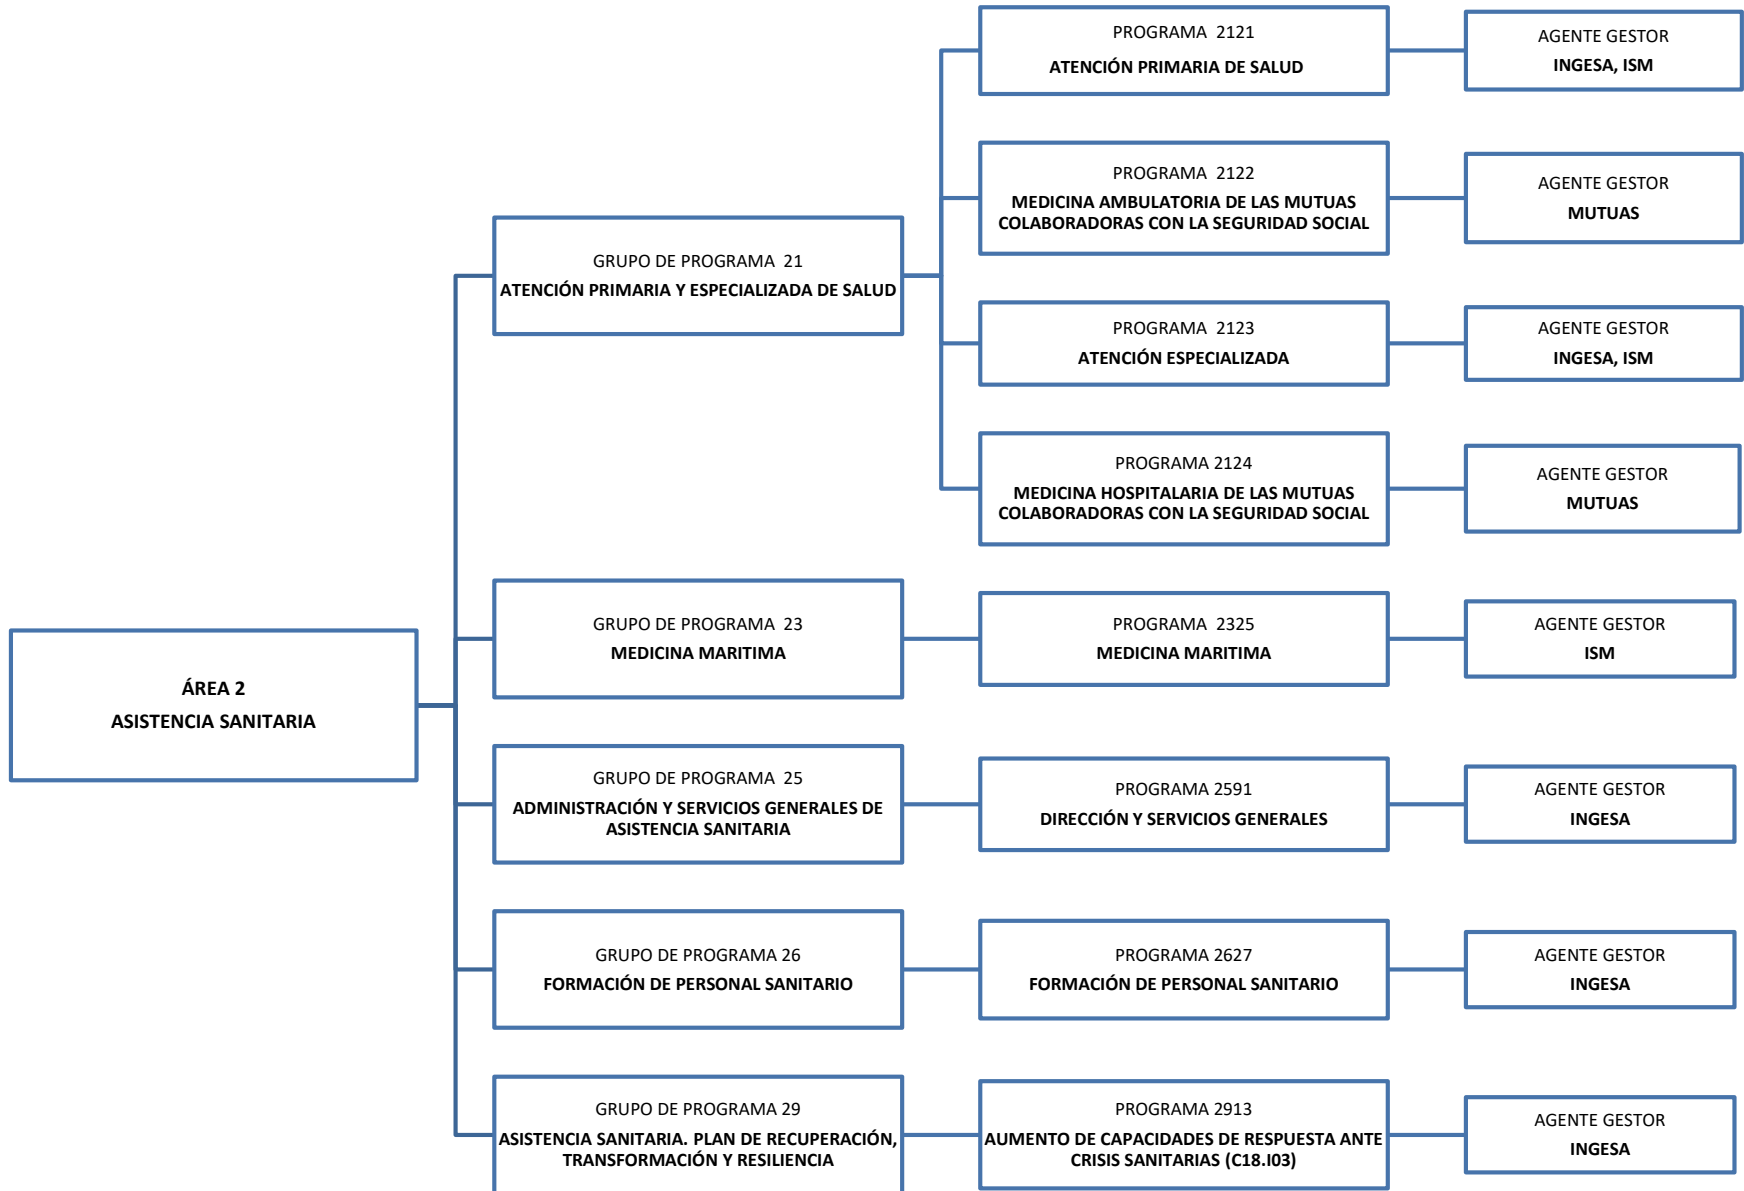 PROGRAMA 2121
ATENCIÓN PRIMARIA DE SALUD
AGENTE GESTOR
INGESA, ISM
PROGRAMA 2122
MEDICINA AMBULATORIA DE LAS MUTUAS
COLABORADORAS CON LA SEGURIDAD SOCIAL
AGENTE GESTOR
MUTUAS
GRUPO DE PROGRAMA 21
ATENCIÓN PRIMARIA Y ESPECIALIZADA DE SALUD
PROGRAMA 2123
ATENCIÓN ESPECIALIZADA
AGENTE GESTOR
INGESA, ISM
PROGRAMA 2124
MEDICINA HOSPITALARIA DE LAS MUTUAS
COLABORADORAS CON LA SEGURIDAD SOCIAL
AGENTE GESTOR
MUTUAS
ÁREA 2
ASISTENCIA SANITARIA
GRUPO DE PROGRAMA 23
MEDICINA MARITIMA
PROGRAMA 2325
MEDICINA MARITIMA
AGENTE GESTOR
ISM
GRUPO DE PROGRAMA 25
ADMINISTRACIÓN Y SERVICIOS GENERALES DE
ASISTENCIA SANITARIA
PROGRAMA 2591
DIRECCIÓN Y SERVICIOS GENERALES
AGENTE GESTOR
INGESA
GRUPO DE PROGRAMA 26
FORMACIÓN DE PERSONAL SANITARIO
PROGRAMA 2627
FORMACIÓN DE PERSONAL SANITARIO
AGENTE GESTOR
INGESA
GRUPO DE PROGRAMA 29
ASISTENCIA SANITARIA. PLAN DE RECUPERACIÓN,
TRANSFORMACIÓN Y RESILIENCIA
PROGRAMA 2913
AUMENTO DE CAPACIDADES DE RESPUESTA ANTE
CRISIS SANITARIAS (C18.I03)
AGENTE GESTOR
INGESA